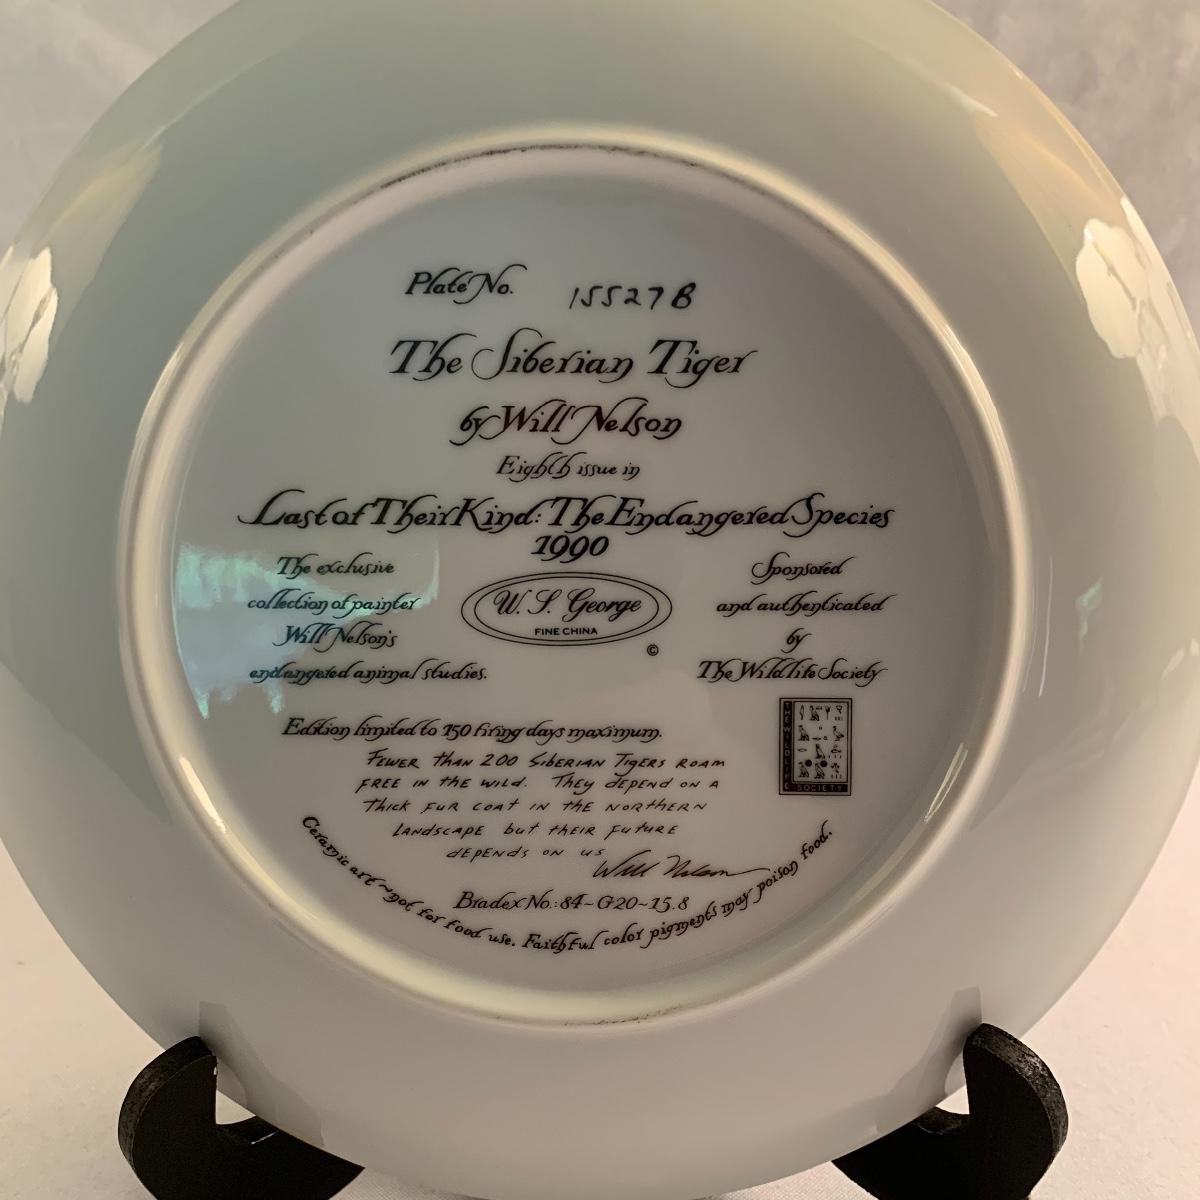 Plate No. 15527B
The Siberian Tiger
by Will Nelson
Eighth issue in
Last of Their Kind: The Endangered Species
1990
The exclusive
collection of painter
Will Nelson's
endangered animal studies.
W. S. George
FINE CHINA
©
Sponsored
and authenticated
by
The Wildlife Society
Edition limited to 150 firing days maximum.
THE WILDLIFE
SOCIETY
Fewer than 200 Siberian Tigers roam
free in the wild. They depend on a
thick fur coat in the northern
landscape but their future
depends on us
Will Nelson
Bradex No.: 84-G20-15.8
Ceramic art ~ not for food use. Faithful color pigments may poison food.